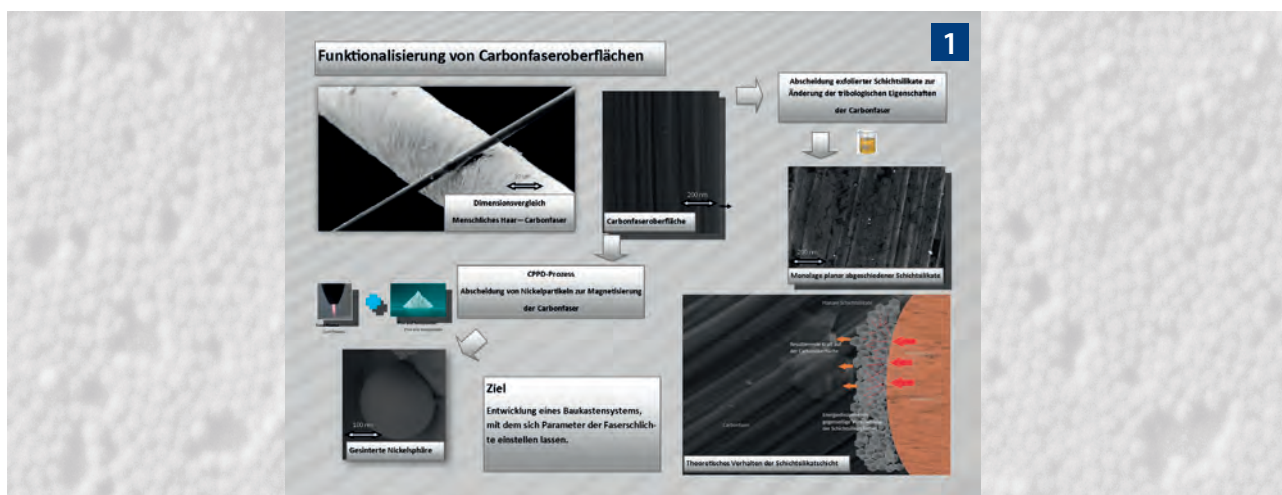 1
Funktionalisierung von Carbonfaseroberflächen
Abscheidung exfolierter Schichtsilikate zur
Änderung der tribologischen Eigenschaften
der Carbonfaser
Dimensionsvergleich
Menschliches Haar—Carbonfaser
200 nm
Carbonfaseroberfläche
200 nm
Monolage planar abgeschiedener Schichtsilikate
CPPD-Prozess
Abscheidung von Nickelpartikeln zur Magnetisierung
der Carbonfaser
100 nm
Gesinterte Nickelsphäre
Ziel
Entwicklung eines Baukastensystems,
mit dem sich Parameter der Faserschlich-
te einstellen lassen.
Carbonfaser
Theoretisches Verhalten der Schichtsilikatschicht